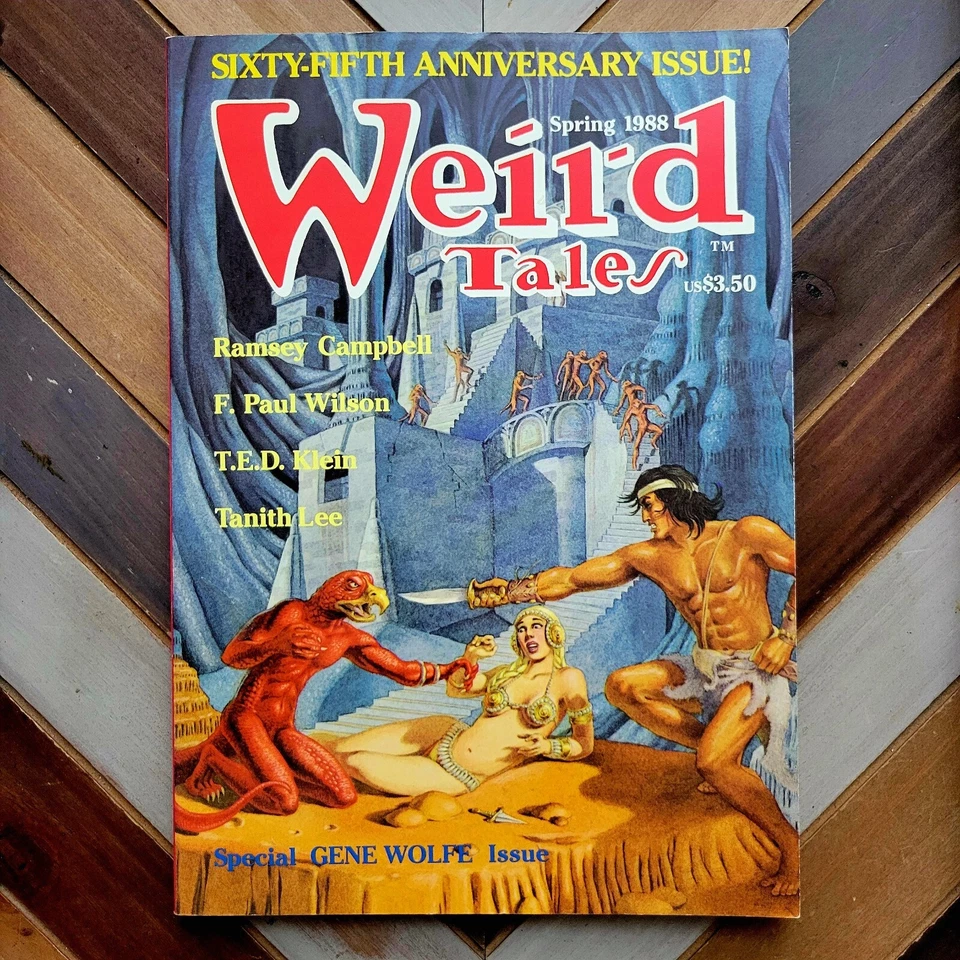 SIXTY-FIFTH ANNIVERSARY ISSUE!
Spring 1988
Weird
Tales
TM
US$3.50
Ramsey Campbell
F. Paul Wilson
T.E.D. Klein
Tanith Lee
Special GENE WOLFE Issue